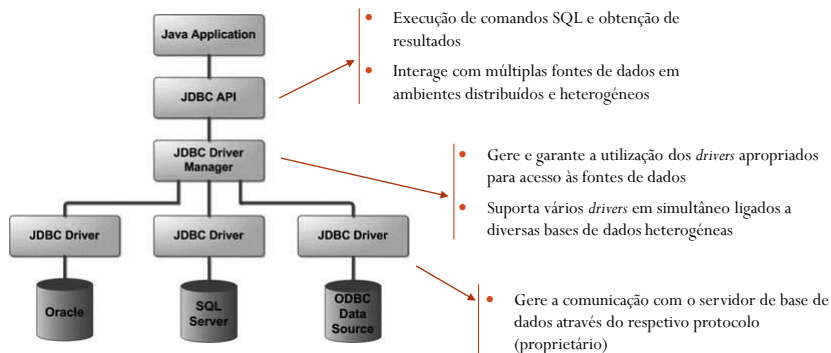 Java Application
JDBC API
JDBC Driver
Manager
JDBC Driver
JDBC Driver
JDBC Driver
Oracle
SQL
Server
ODBC
Data
Source
• Execução de comandos SQL e obtenção de
resultados
• Interage com múltiplas fontes de dados em
ambientes distribuídos e heterogéneos
• Gere e garante a utilização dos drivers apropriados
para acesso às fontes de dados
• Suporta vários drivers em simultâneo ligados a
diversas bases de dados heterogéneas
• Gere a comunicação com o servidor de base de
dados através do respetivo protocolo
(proprietário)